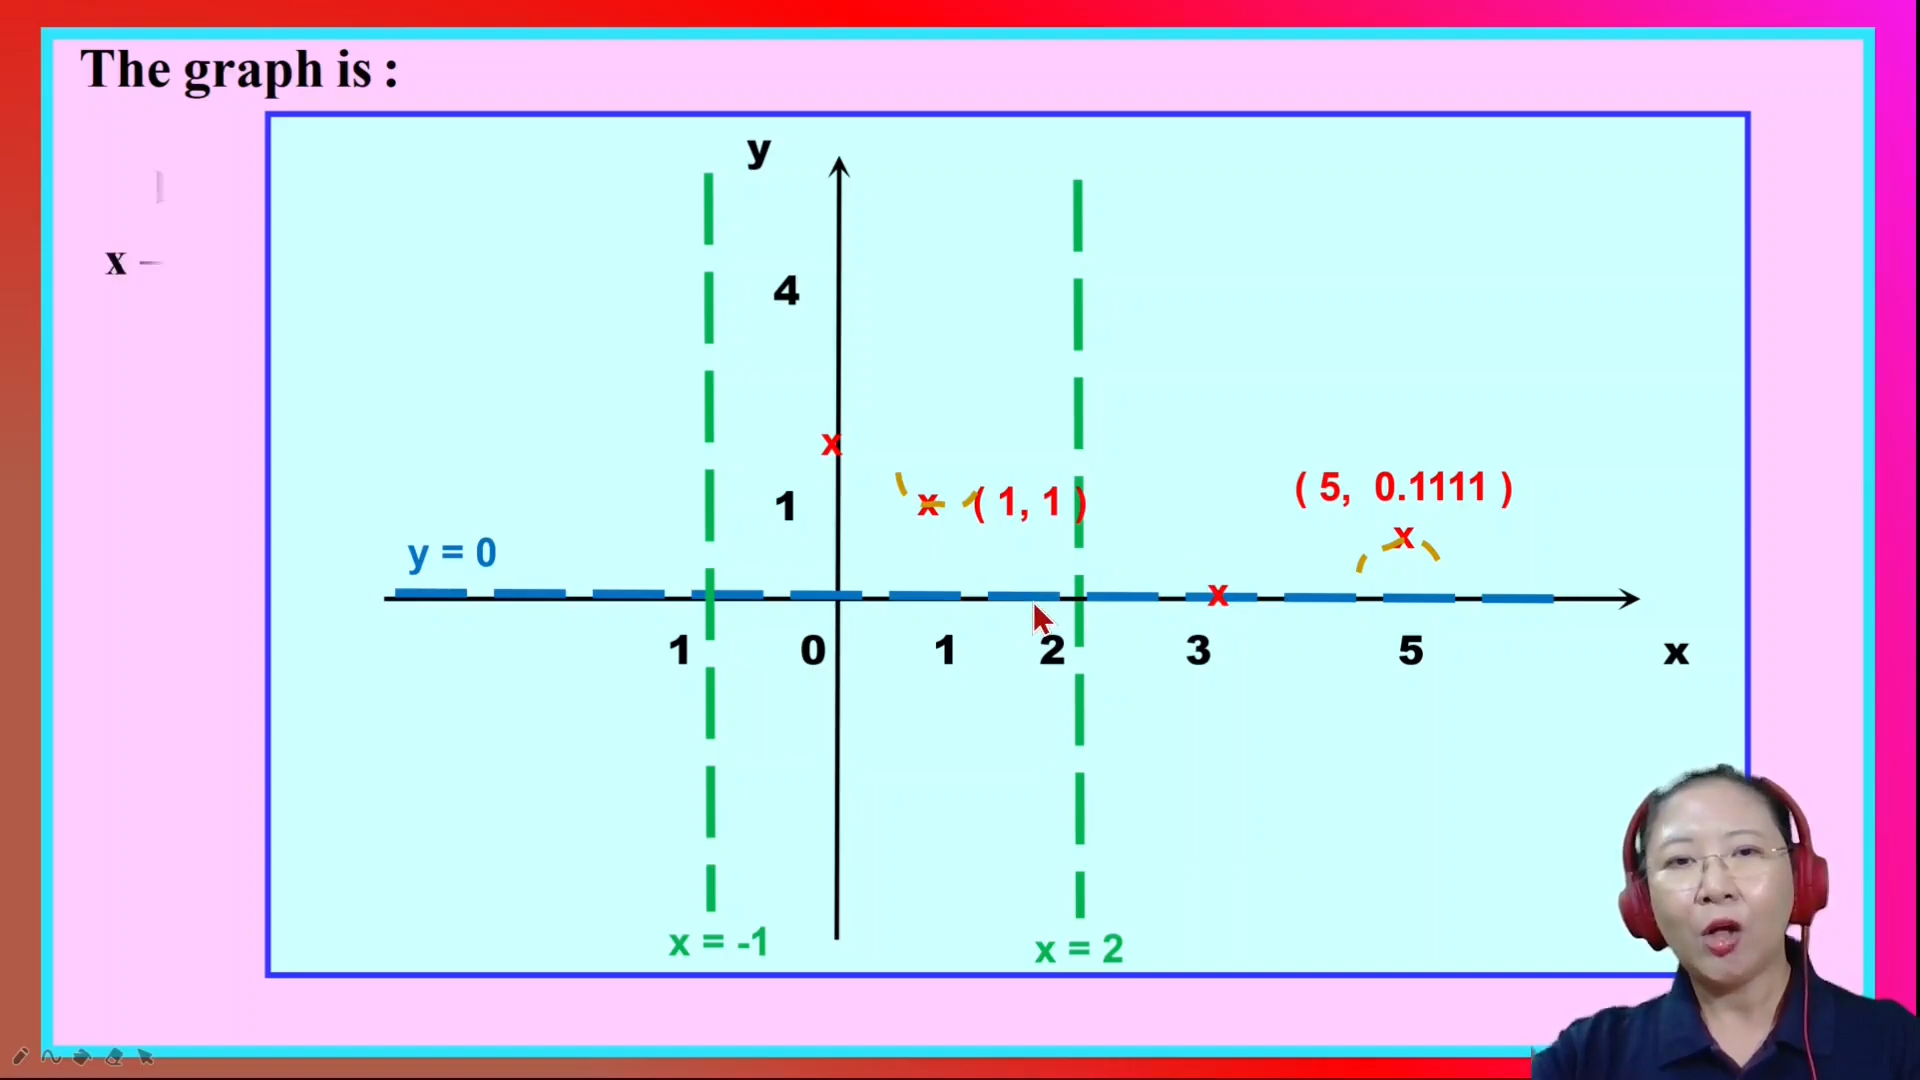 The graph is :
y
4
x
1
x ( 1, 1 )
( 5, 0.1111 )
x
y = 0
x
1 0 1 2 3 5 x
x = -1
x = 2
x –